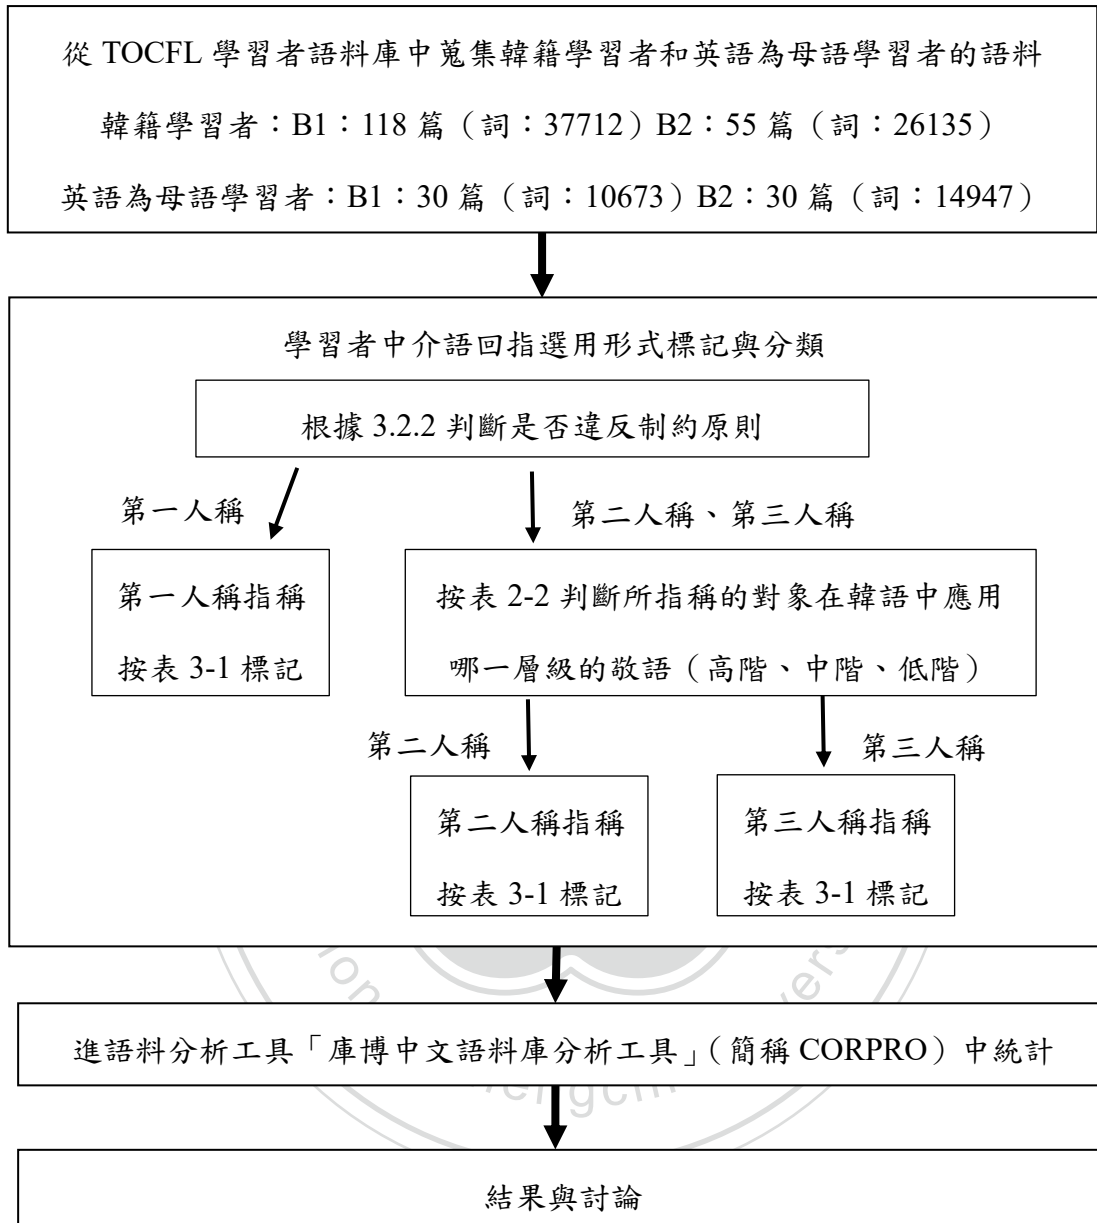 從 TOCFL 學習者語料庫中蒐集韓籍學習者和英語為母語學習者的語料
韓籍學習者：B1：118 篇（詞：37712）B2：55 篇（詞：26135）
英語為母語學習者：B1：30 篇（詞：10673）B2：30 篇（詞：14947）
學習者中介語回指選用形式標記與分類
根據 3.2.2 判斷是否違反制約原則
第一人稱
第二人稱、第三人稱
第一人稱指稱
按表 3-1 標記
按表 2-2 判斷所指稱的對象在韓語中應用
哪一層級的敬語（高階、中階、低階）
第二人稱
第三人稱
第二人稱指稱
按表 3-1 標記
第三人稱指稱
按表 3-1 標記
進語料分析工具「庫博中文語料庫分析工具」（簡稱 CORPRO）中統計
結果與討論